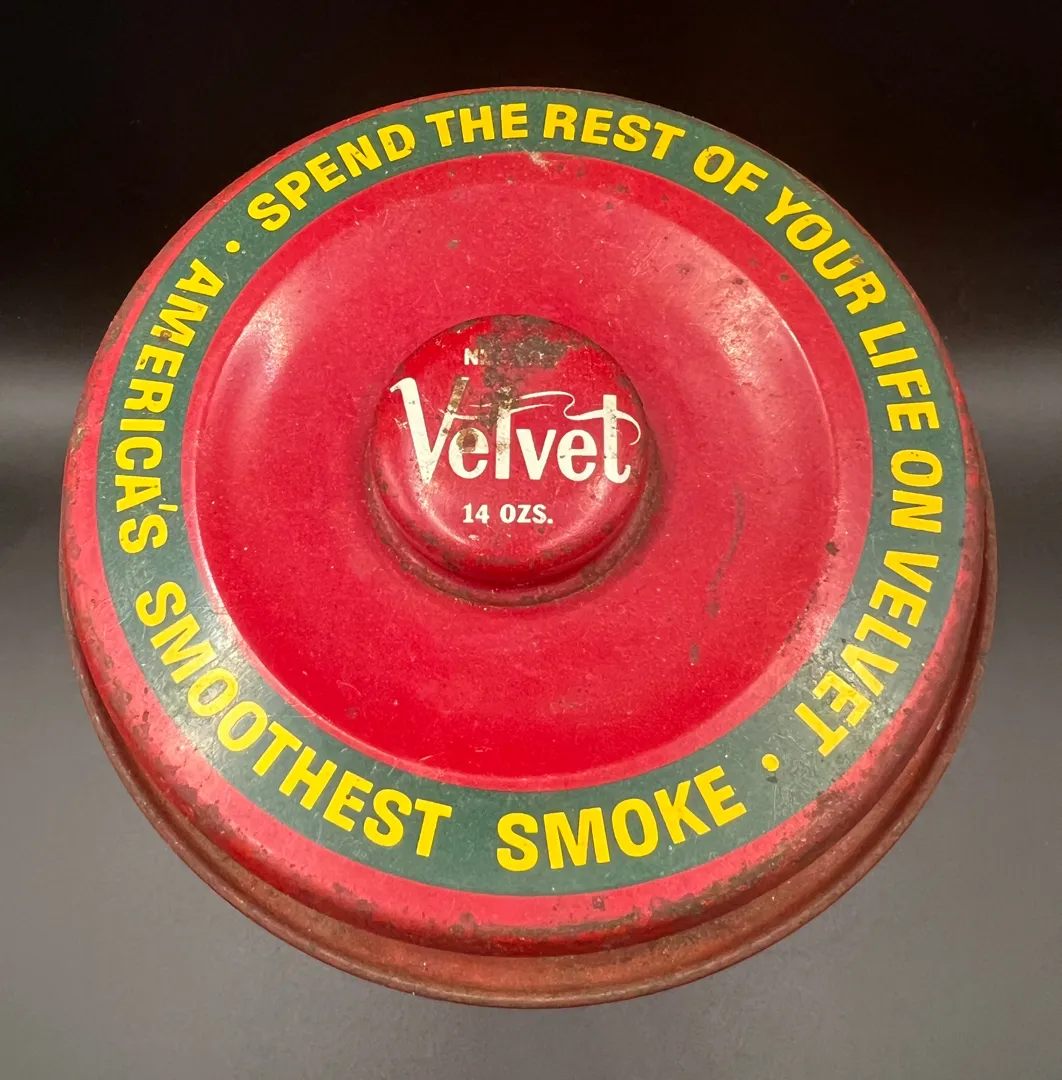 SPEND THE REST OF YOUR LIFE ON VELVET •
AMERICA'S SMOOTHEST SMOKE •
Velvet
14 OZS.